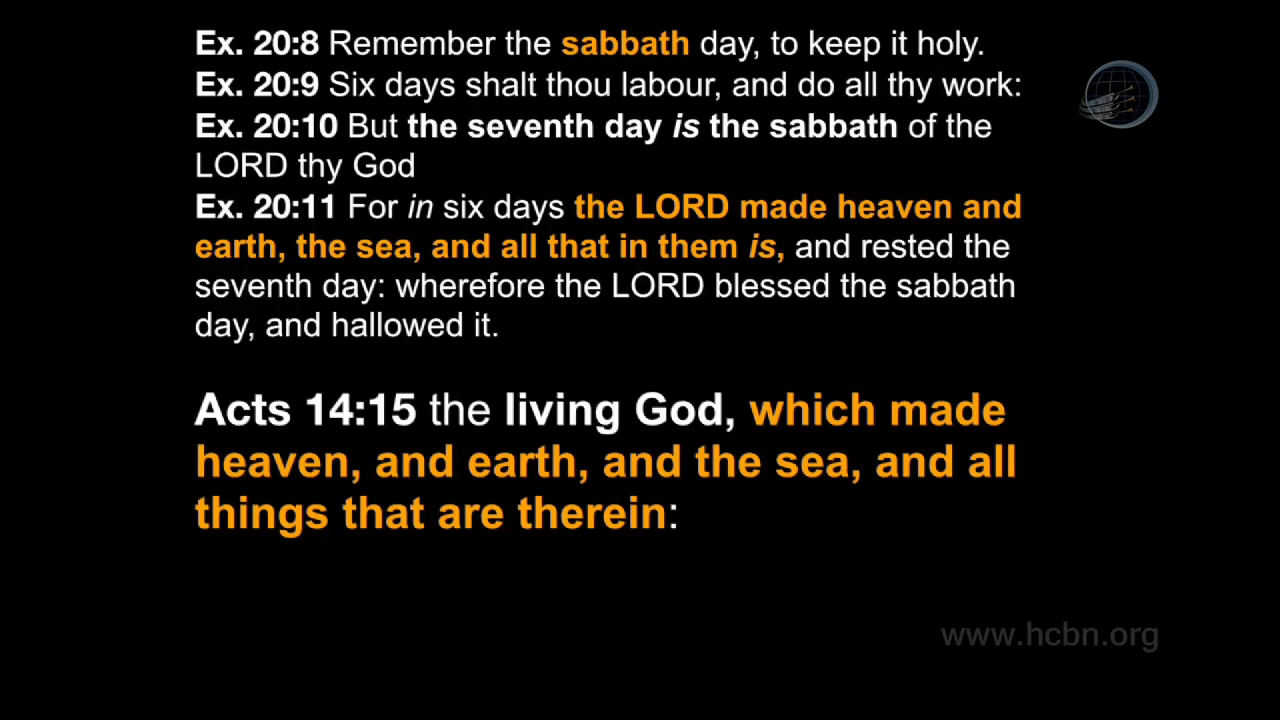 Ex. 20:8 Remember the sabbath day, to keep it holy.
Ex. 20:9 Six days shalt thou labour, and do all thy work:
Ex. 20:10 But the seventh day is the sabbath of the
LORD thy God
Ex. 20:11 For in six days the LORD made heaven and
earth, the sea, and all that in them is, and rested the
seventh day: wherefore the LORD blessed the sabbath
day, and hallowed it.
Acts 14:15 the living God, which made
heaven, and earth, and the sea, and all
things that are therein:
www.hcbn.org